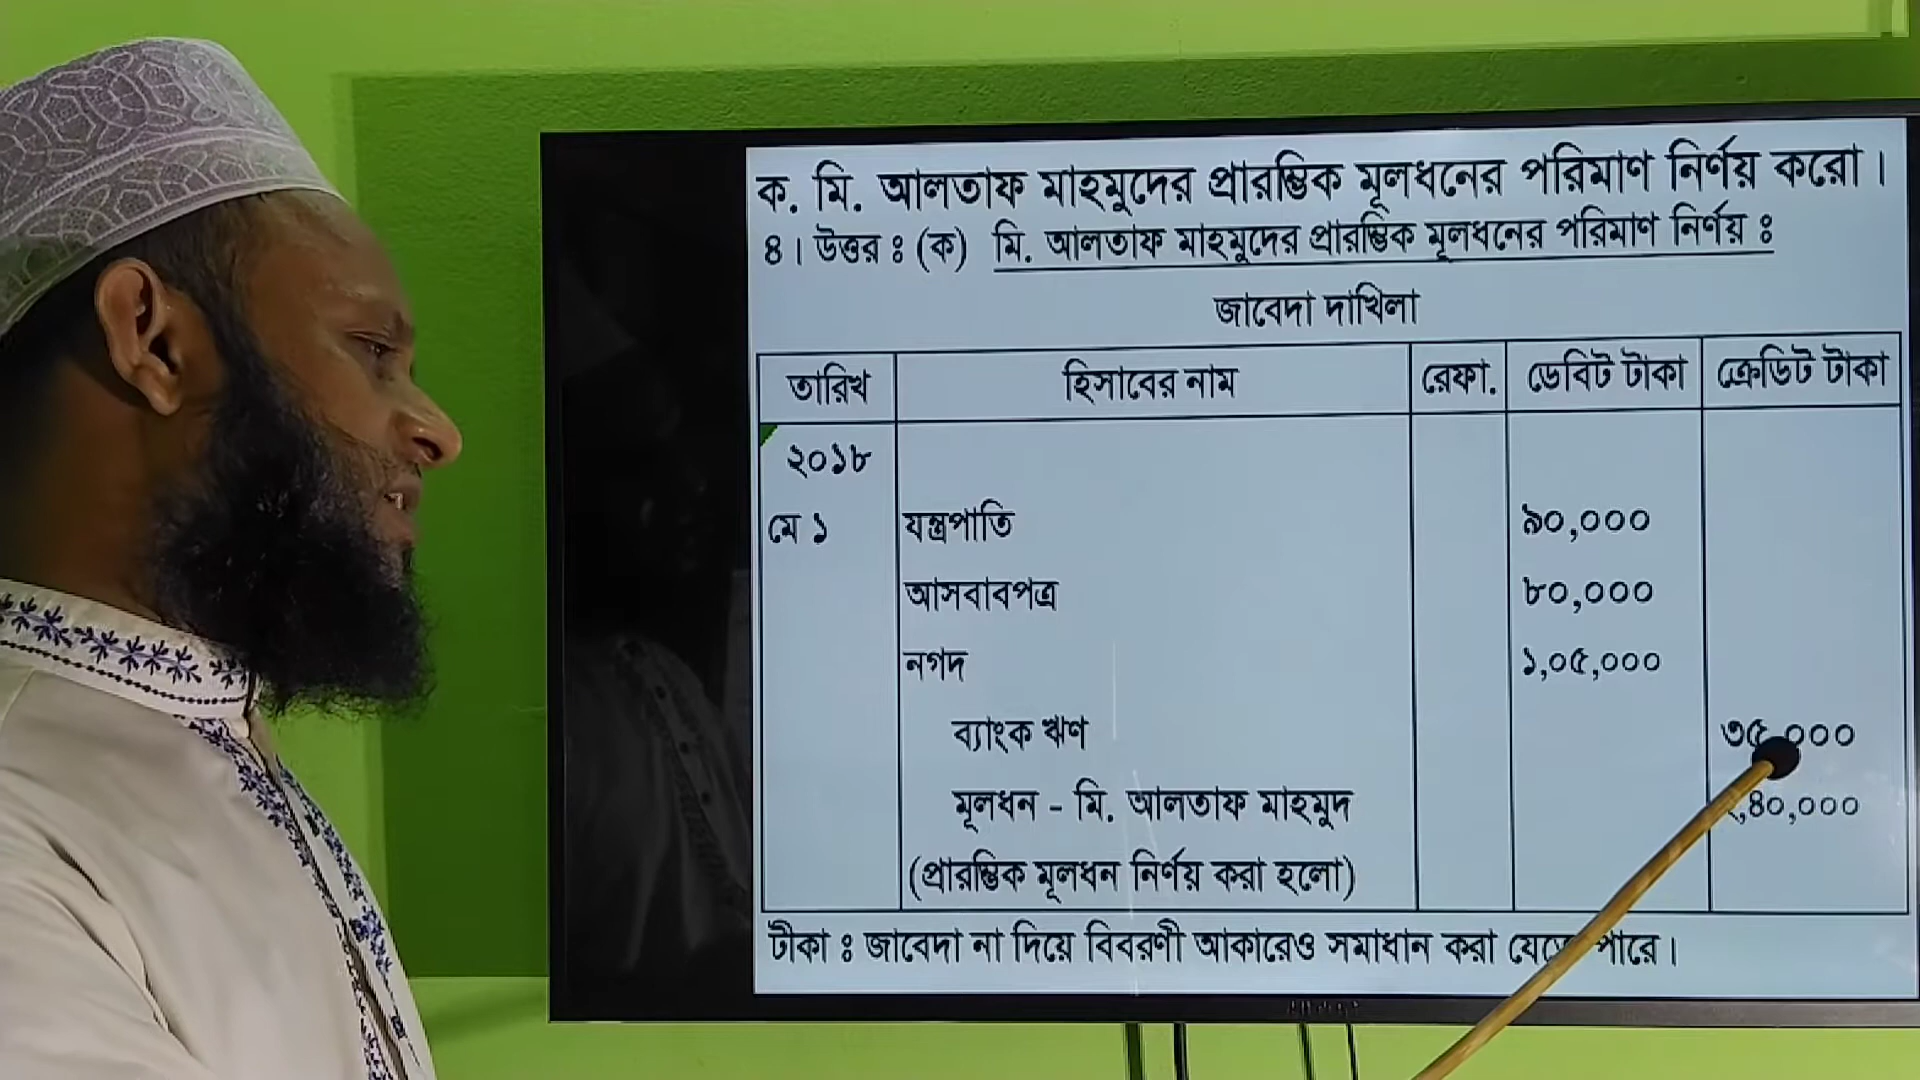 ক. মি. আলতাফ মাহমুদের প্রারম্ভিক মূলধনের পরিমাণ নির্ণয় করো।
৪। উত্তর ঃ (ক) মি. আলতাফ মাহমুদের প্রারম্ভিক মূলধনের পরিমাণ নির্ণয় ঃ
জাবেদা দাখিলা
তারিখ হিসাবের নাম রেফা. ডেবিট টাকা ক্রেডিট টাকা
২০১৮
মে ১ যন্ত্রপাতি ৯০,০০০
আসবাবপত্র ৮০,০০০
নগদ ১,০৫,০০০
ব্যাংক ঋণ ৩৫,০০০
মূলধন - মি. আলতাফ মাহমুদ
(প্রারম্ভিক মূলধন নির্ণয় করা হলো)
টীকা ঃ জাবেদা না দিয়ে বিবরণী আকারেও সমাধান করা যেতে পারে।